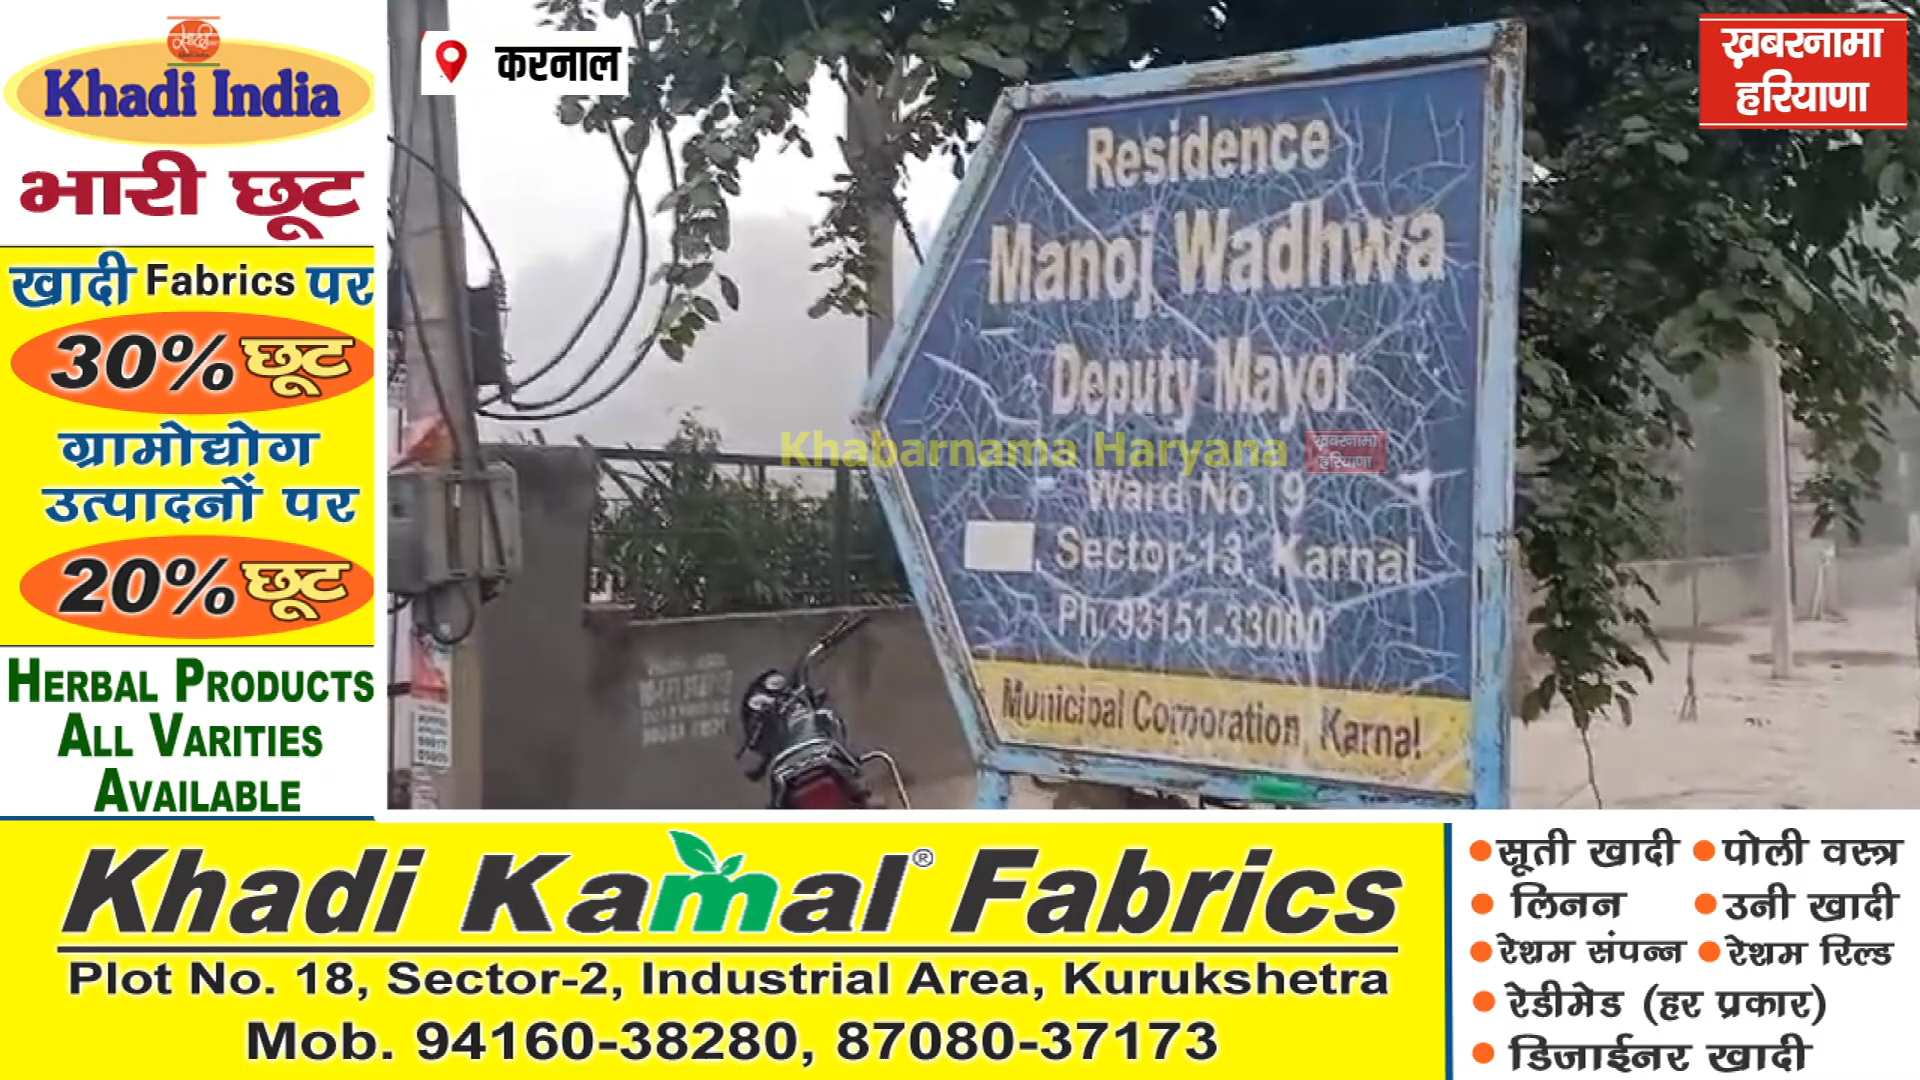 Khadi India
भारी छूट
खादी Fabrics पर
30% छूट
ग्रामोद्योग
उत्पादनों पर
20% छूट
HERBAL PRODUCTS
ALL VARITIES
AVAILABLE
करनाल
ख़बरनामा
हरियाणा
Residence
Manoj Wadhwa
Deputy Mayor
Khabarnama Haryana
ख़बरनामा
हरियाणा
Ward No. 9
Sector-13, Karnal
Ph. 93151-33000
Municipal Corporation, Karnal
Khadi Kamal® Fabrics
Plot No. 18, Sector-2, Industrial Area, Kurukshetra
Mob. 94160-38280, 87080-37173
सूती खादी
पोली वस्त्र
लिनन
उनी खादी
रेशम संपन्न
रेशम रिल्ड
रेडीमेड (हर प्रकार)
डिजाईनर खादी